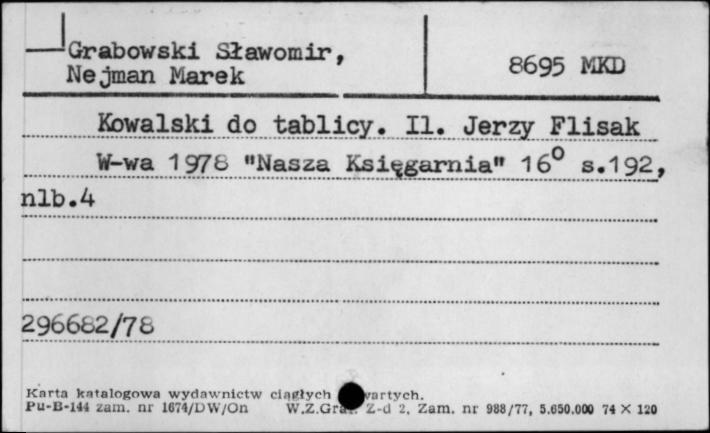 Grabowski Sławomir,
Nejman Marek
8695 MKD
Kowalski do tablicy. Il. Jerzy Flisak
W-wa 1978 "Nasza Księgarnia" 16° s.192,
nlb.4
296682/78
Karta katalogowa wydawnictw ciągłych
Pu-B-144 zam. nr 1674/DW/On W.Z.Graf. Z-d 2, Zam. nr 988/77, 5.650.000 74 × 120